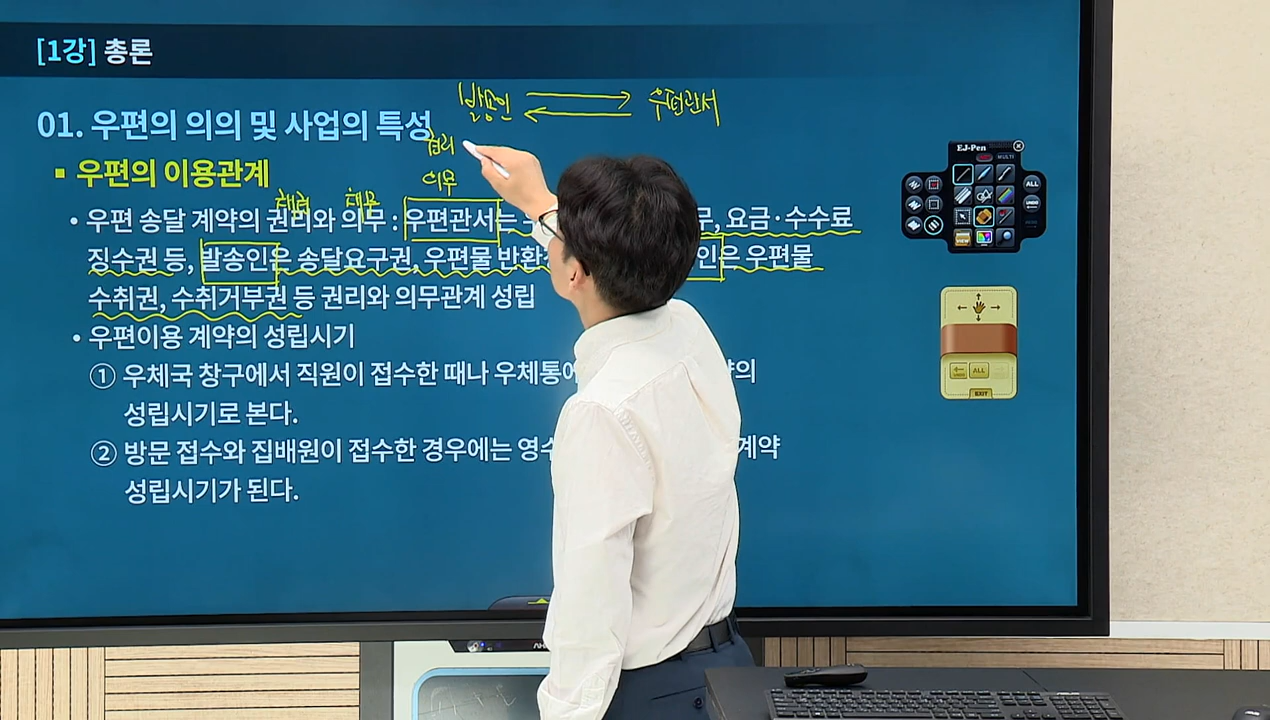 [1강] 총론
발송인 우편관서
01. 우편의 의의 및 사업의 특성
권리
의무
우편의 이용관계
채권 채무
• 우편 송달 계약의 권리와 의무 : 우편관서는 무, 요금·수수료
징수권 등, 발송인은 송달요구권, 우편물 반환 인은 우편물
수취권, 수취거부권 등 권리와 의무관계 성립
• 우편이용 계약의 성립시기
① 우체국 창구에서 직원이 접수한 때나 우체통에 의
성립시기로 본다.
② 방문 접수와 집배원이 접수한 경우에는 영수 계약
성립시기가 된다.
EJ-Pen
MULTI
ALL
UNDO
VIEW
UNDO ALL
EXIT